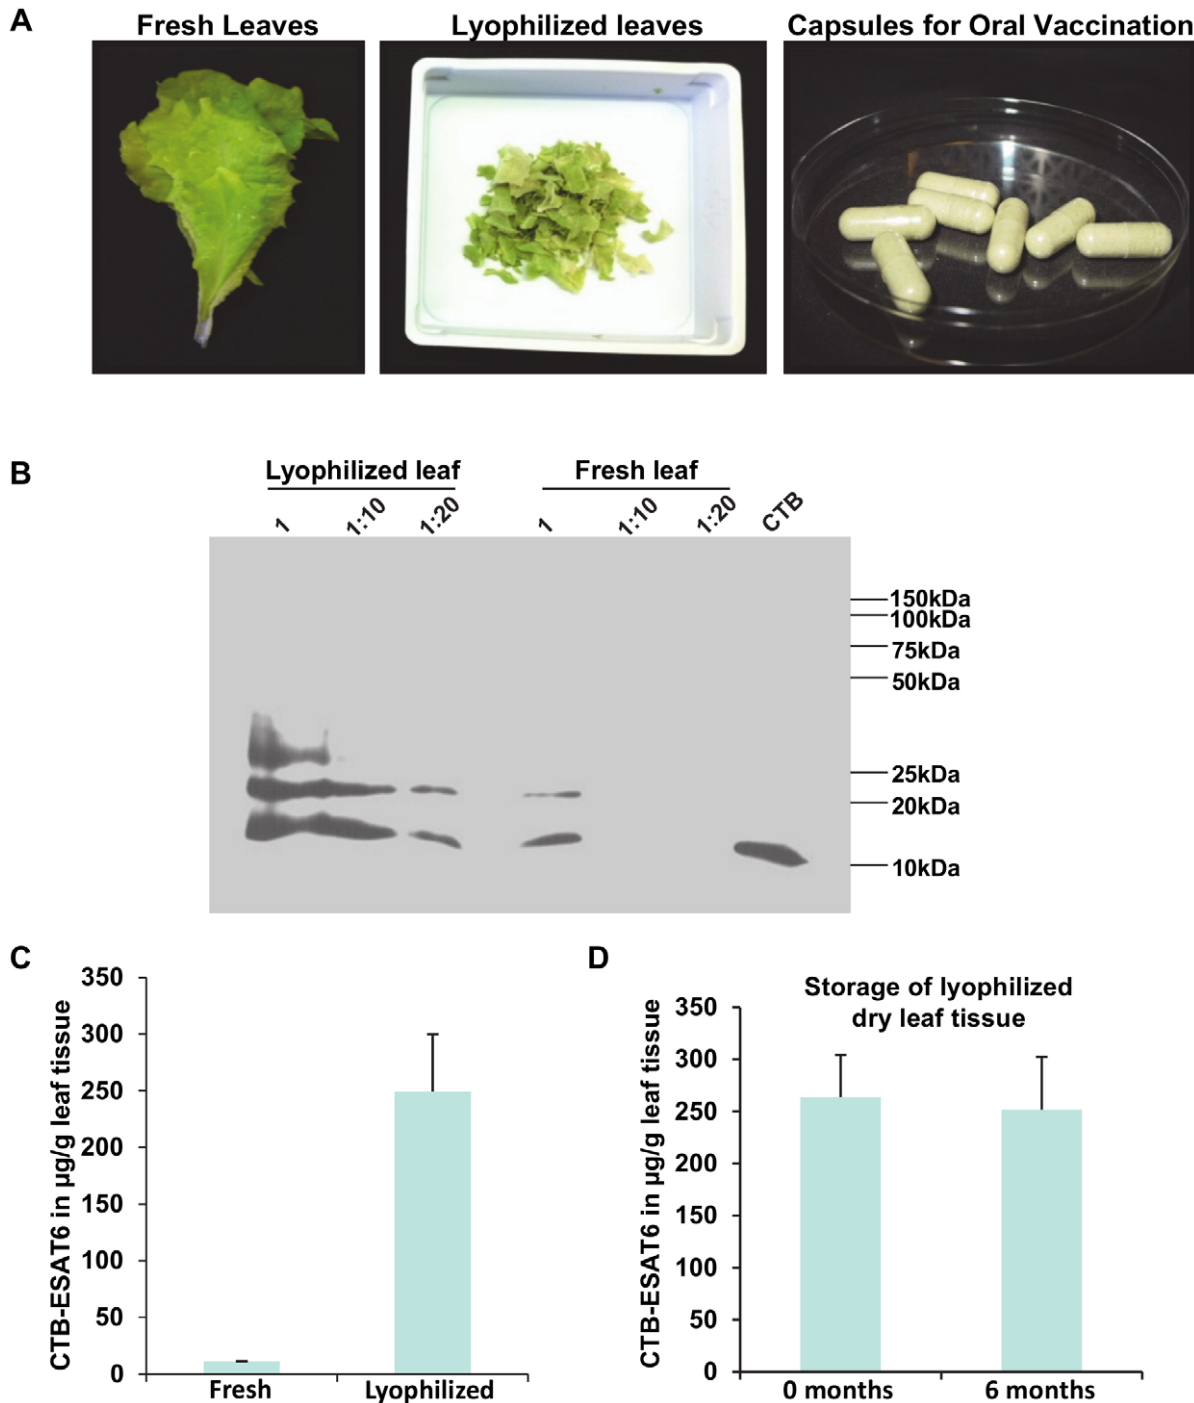 A
Fresh Leaves
Lyophilized leaves
Capsules for Oral Vaccination
B
Lyophilized leaf
Fresh leaf
1
1:10
1:20
1
1:10
1:20
CTB
150kDa
100kDa
75kDa
50kDa
25kDa
20kDa
10kDa
C
CTB-ESAT6 in µg/g leaf tissue
350
300
250
200
150
100
50
0
Fresh
Lyophilized
D
Storage of lyophilized
dry leaf tissue
CTB-ESAT6 in µg/g leaf tissue
350
300
250
200
150
100
50
0
0 months
6 months